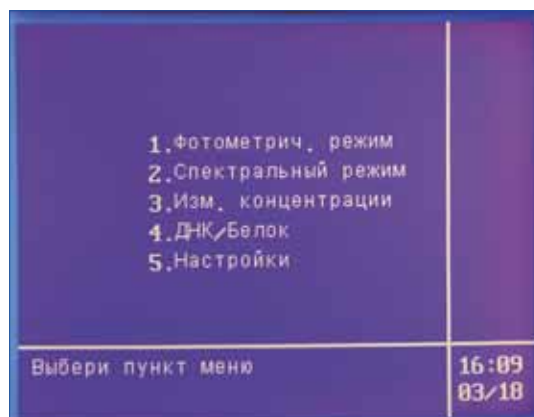 1.Фотометрич. режим
2.Спектральный режим
3.Изм. концентрации
4.ДНК/Белок
5.Настройки
Выбери пункт меню
16:09
03/18